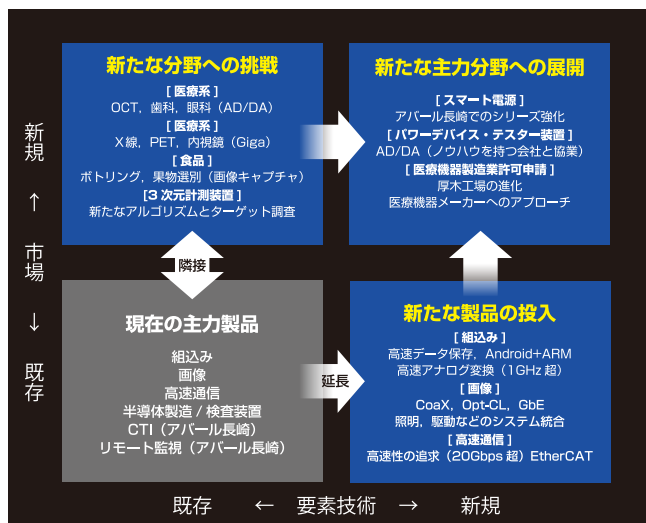 新たな分野への挑戦
[ 医療系 ]
OCT，歯科，眼科（AD/DA）
[ 医療系 ]
X線，PET，内視鏡（Giga）
[ 食品 ]
ボトリング，果物選別（画像キャプチャ）
[3 次元計測装置 ]
新たなアルゴリズムとターゲット調査
新たな主力分野への展開
[ スマート電源 ]
アバール長崎でのシリーズ強化
[ パワーデバイス・テスター装置 ]
AD/DA（ノウハウを持つ会社と協業）
[ 医療機器製造業許可申請 ]
厚木工場の進化
医療機器メーカーへのアプローチ
隣接
現在の主力製品
組込み
画像
高速通信
半導体製造 / 検査装置
CTI（アバール長崎）
リモート監視（アバール長崎）
延長
新たな製品の投入
[ 組込み ]
高速データ保存，Android+ARM
高速アナログ変換（1GHz 超）
[ 画像 ]
CoaX，Opt-CL，GbE
照明，駆動などのシステム統合
[ 高速通信 ]
高速性の追求（20Gbps 超）EtherCAT
新規 ↑ 市場 ↓ 既存
既存 ← 要素技術 → 新規